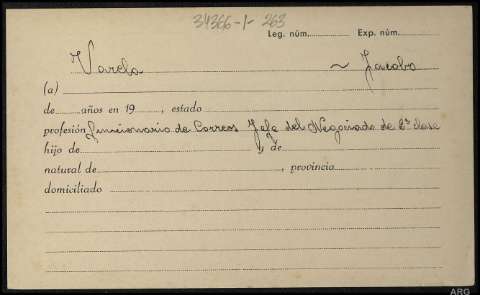 34366-1-263
Leg. núm. Exp. núm.
Varela ~ Jacobo
(a)
de años en 19 , estado
profesión funcionario de Correos Jefe del Negociado de 2ª clase
hijo de y de
natural de , provincia
domiciliado
ARG